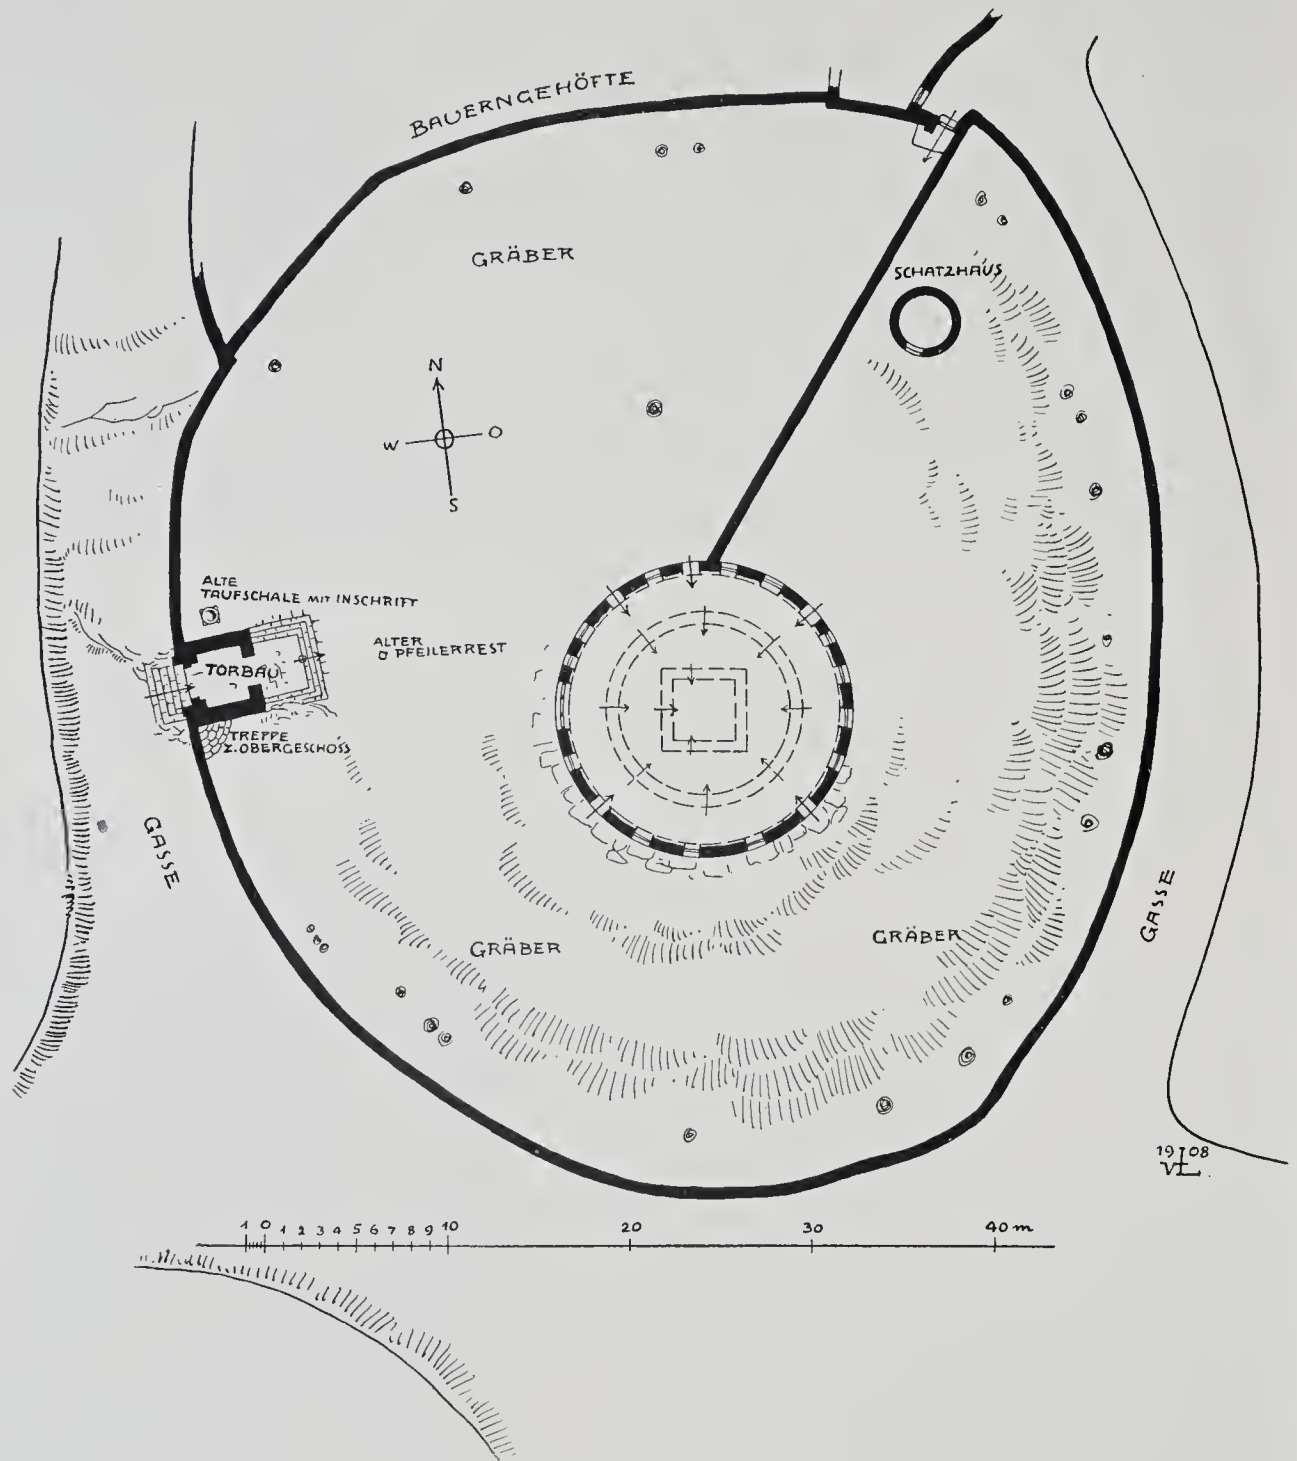 BAUERNGEHÖFTE
GRÄBER
SCHATZHAUS
N
W O
S
ALTE
TAUFSCHALE MIT INSCHRIFT
ALTER
PFEILERREST
TORBAU
TREPPE
Z. OBERGESCHOSS
GASSE
GASSE
GRÄBER
GRÄBER
1908
VL.
1 0 1 2 3 4 5 6 7 8 9 10 20 30 40 m